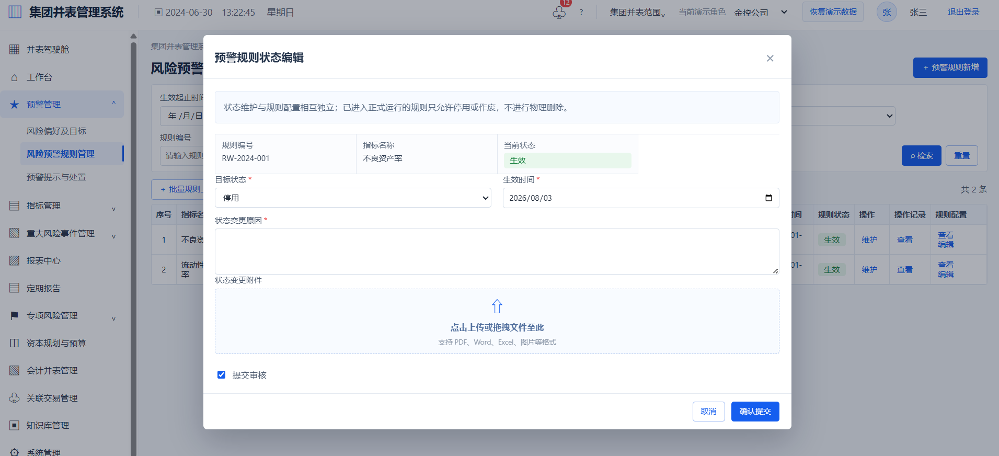 集团并表管理系统
2024-06-30 13:22:45 星期日
12
?
集团并表范围
当前演示角色 金控公司
恢复演示数据
张 张三
退出登录
并表驾驶舱
工作台
预警管理
风险偏好及目标
风险预警规则管理
预警提示与处置
指标管理
重大风险事件管理
报表中心
定期报告
专项风险管理
资本规划与预算
会计并表管理
关联交易管理
知识库管理
系统管理
集团并表管理系
风险预警
+ 预警规则新增
生效起止时间
年 /月/日
规则编号
请输入规则
检索
重置
+ 批量规则
共 2 条
序号 指标名 时间 规则状态 操作 操作记录 规则配置
1 不良资 01- 生效 维护 查看 查看
编辑
2 流动性 01- 生效 维护 查看 查看
率 编辑
预警规则状态编辑
×
状态维护与规则配置相互独立；已进入正式运行的规则只允许停用或作废，不进行物理删除。
规则编号 指标名称 当前状态
RW-2024-001 不良资产率 生效
目标状态 * 生效时间 *
停用 2026/08/03
状态变更原因 *
状态变更附件
点击上传或拖拽文件至此
支持 PDF、Word、Excel、图片等格式
提交审核
取消 确认提交